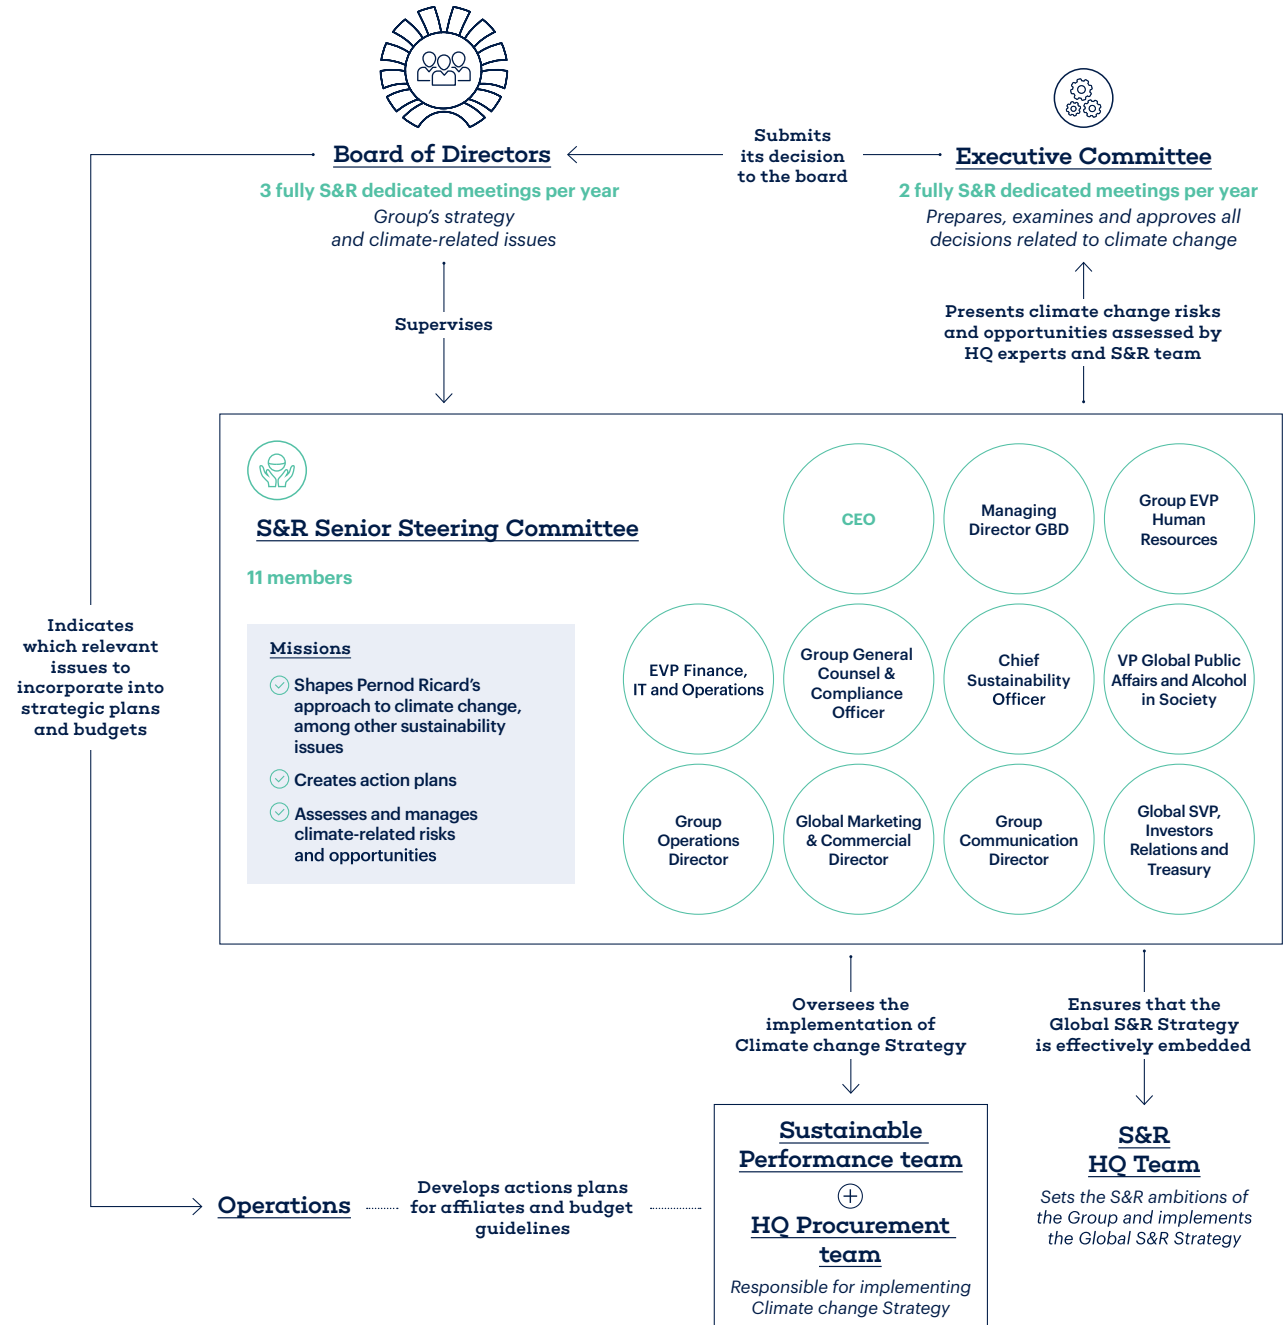 Board of Directors
3 fully S&R dedicated meetings per year
Group's strategy
and climate-related issues
Submits
its decision
to the board
Executive Committee
2 fully S&R dedicated meetings per year
Prepares, examines and approves all
decisions related to climate change
Supervises
Presents climate change risks
and opportunities assessed by
HQ experts and S&R team
S&R Senior Steering Committee
11 members
Missions
Shapes Pernod Ricard's
approach to climate change,
among other sustainability
issues
Creates action plans
Assesses and manages
climate-related risks
and opportunities
CEO
Managing
Director GBD
Group EVP
Human
Resources
EVP Finance,
IT and Operations
Group General
Counsel &
Compliance
Officer
Chief
Sustainability
Officer
VP Global Public
Affairs and Alcohol
in Society
Group
Operations
Director
Global Marketing
& Commercial
Director
Group
Communication
Director
Global SVP,
Investors
Relations and
Treasury
Indicates
which relevant
issues to
incorporate into
strategic plans
and budgets
Oversees the
implementation of
Climate change Strategy
Ensures that the
Global S&R Strategy
is effectively embedded
Operations
Develops actions plans
for affiliates and budget
guidelines
Sustainable
Performance team
+
HQ Procurement
team
Responsible for implementing
Climate change Strategy
S&R
HQ Team
Sets the S&R ambitions of
the Group and implements
the Global S&R Strategy